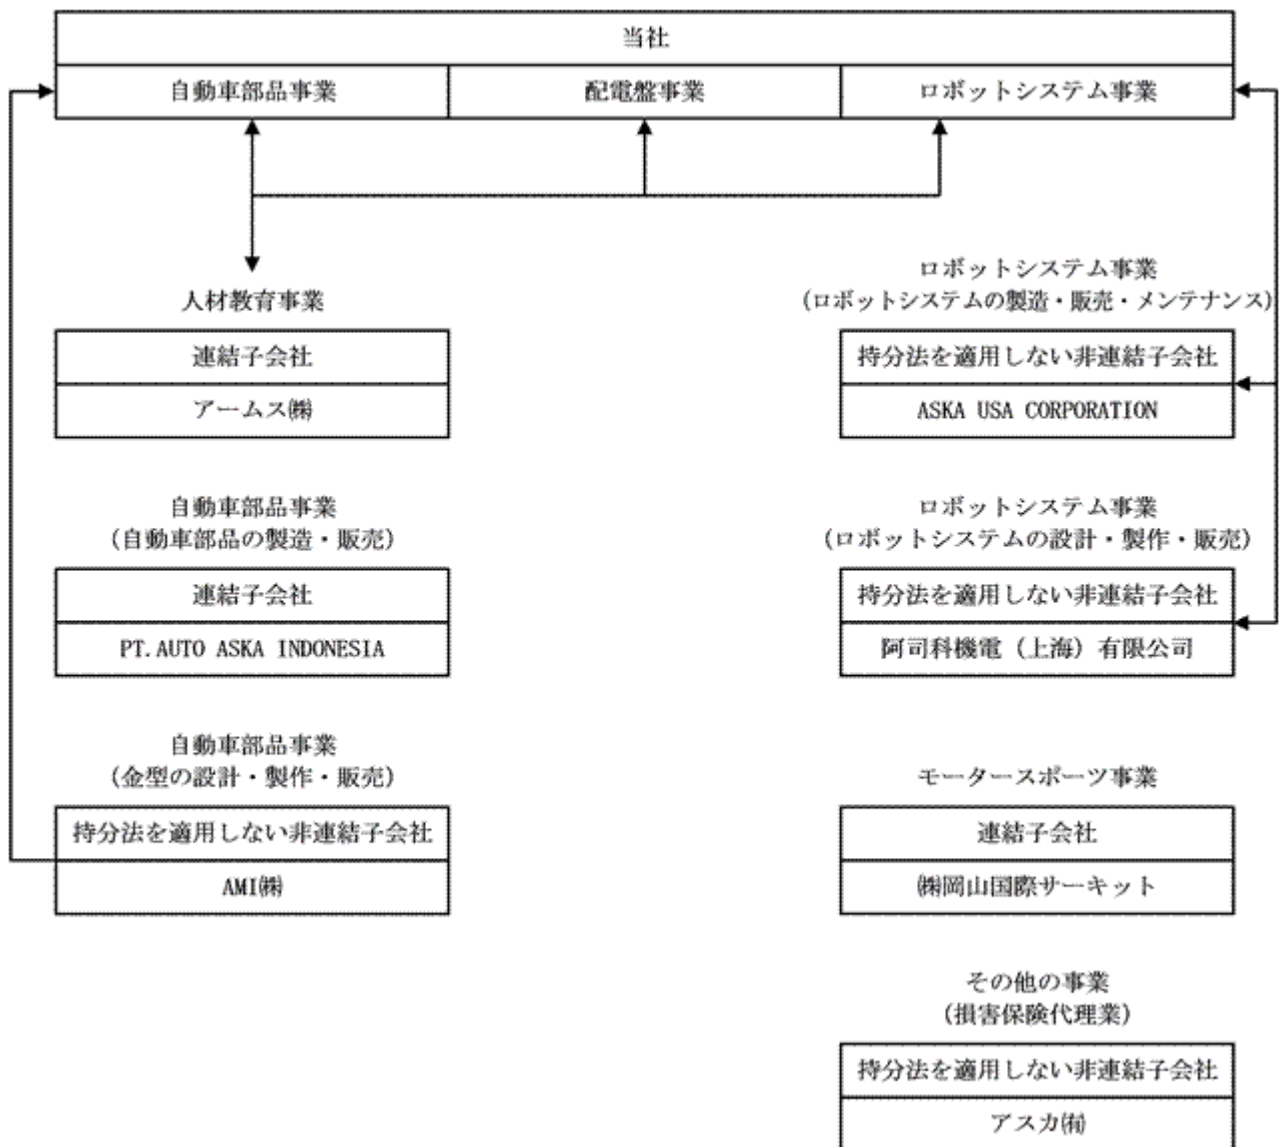 当社
自動車部品事業
配電盤事業
ロボットシステム事業
人材教育事業
連結子会社
アームス㈱
自動車部品事業
(自動車部品の製造・販売)
連結子会社
PT.AUTO ASKA INDONESIA
自動車部品事業
(金型の設計・製作・販売)
持分法を適用しない非連結子会社
AMI㈱
ロボットシステム事業
(ロボットシステムの製造・販売・メンテナンス)
持分法を適用しない非連結子会社
ASKA USA CORPORATION
ロボットシステム事業
(ロボットシステムの設計・製作・販売)
持分法を適用しない非連結子会社
阿司科機電（上海）有限公司
モータースポーツ事業
連結子会社
㈱岡山国際サーキット
その他の事業
(損害保険代理業)
持分法を適用しない非連結子会社
アスカ㈲